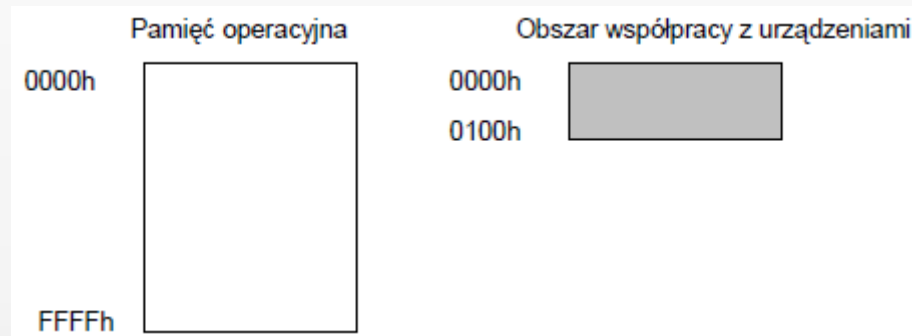 Pamięć operacyjna
Obszar współpracy z urządzeniami
0000h
0000h
0100h
FFFFh